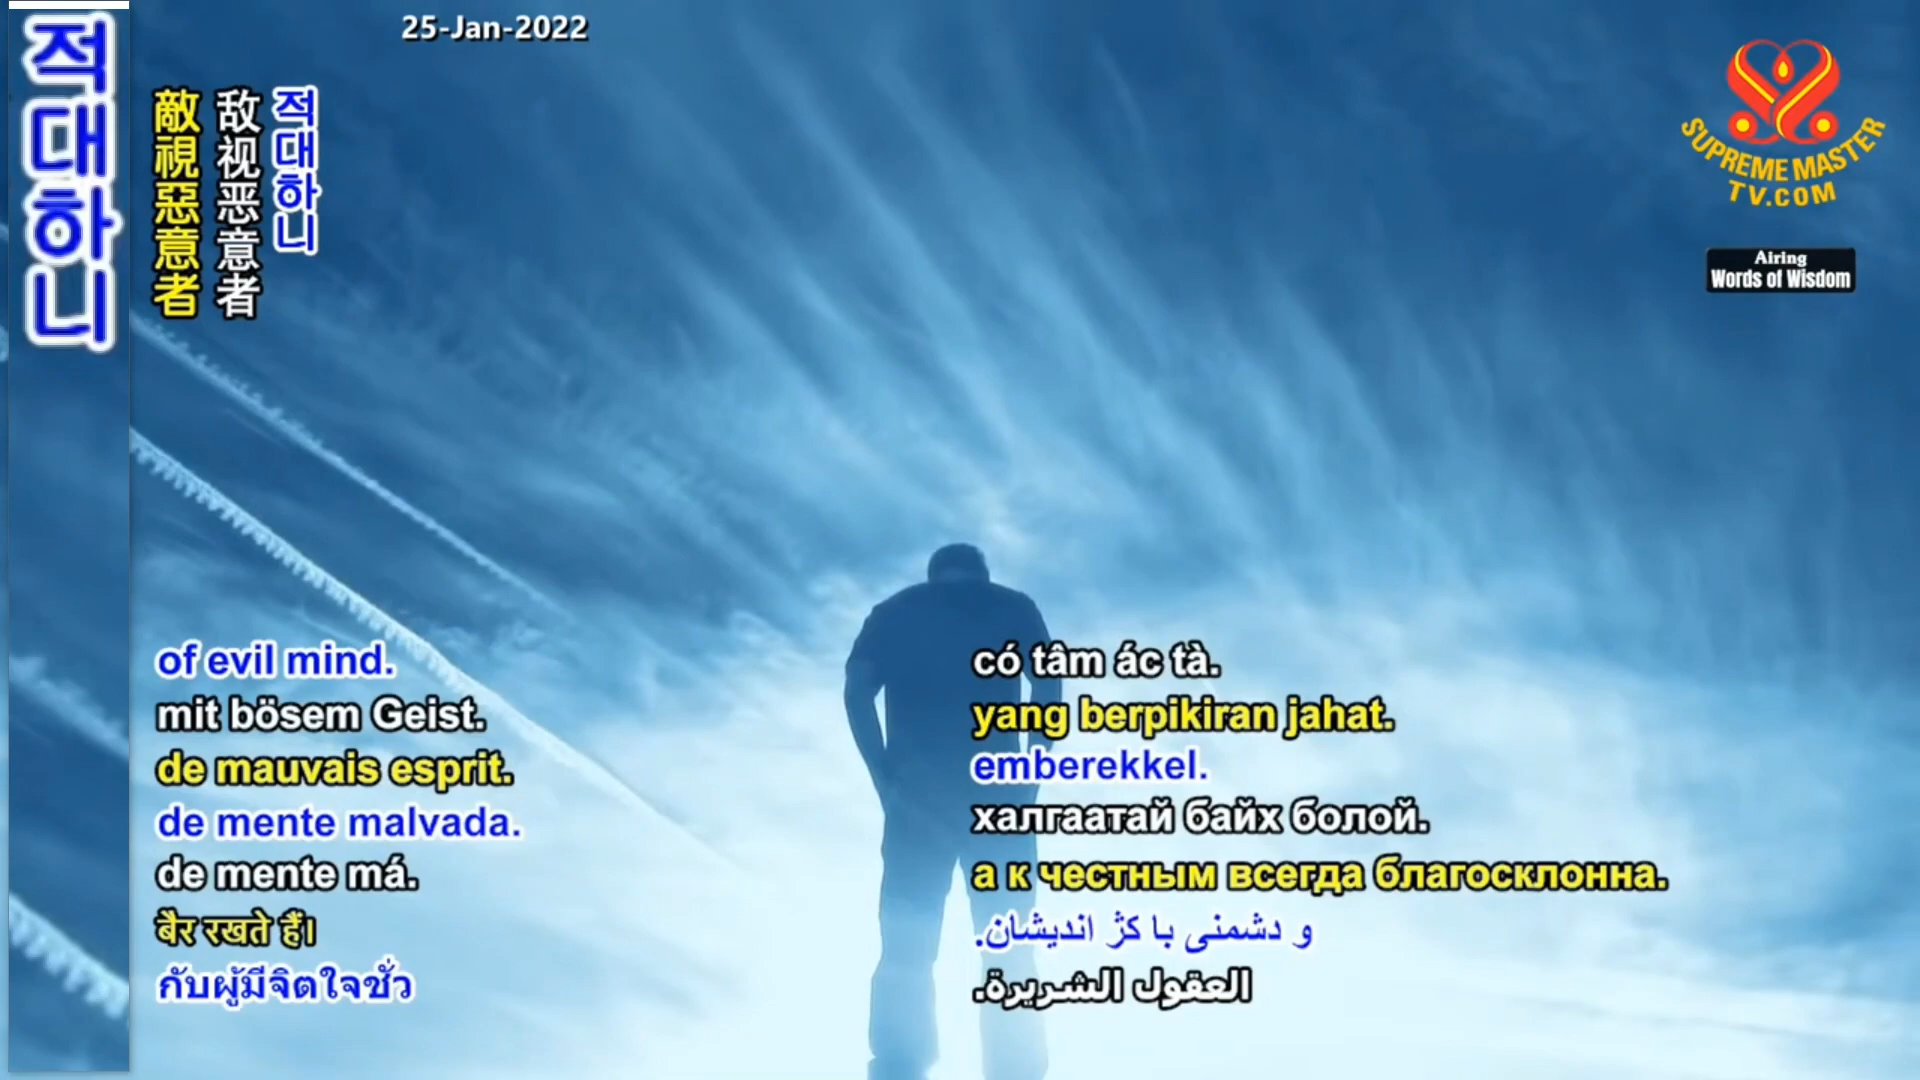 적대하니
25-Jan-2022
敵視惡意者
敌视恶意者
적대하니
SUPREME MASTER
TV.COM
Airing
Words of Wisdom
of evil mind.
mit bösem Geist.
de mauvais esprit.
de mente malvada.
de mente má.
बैर रखते हैं।
กับผู้มีจิตใจชั่ว
có tâm ác tà.
yang berpikiran jahat.
emberekkel.
халгаатай байх болой.
а к честным всегда благосклонна.
و دشمنی با کژ اندیشان.
العقول الشريرة.